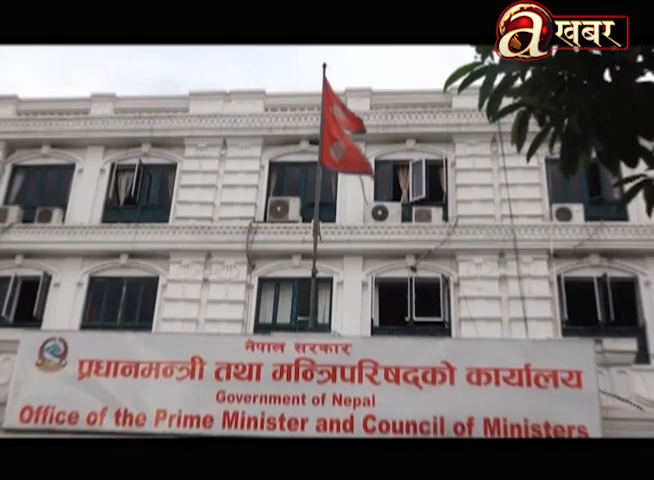 a खबर
नेपाल सरकार
प्रधानमन्त्री तथा मन्त्रिपरिषद्को कार्यालय
Government of Nepal
Office of the Prime Minister and Council of Ministers